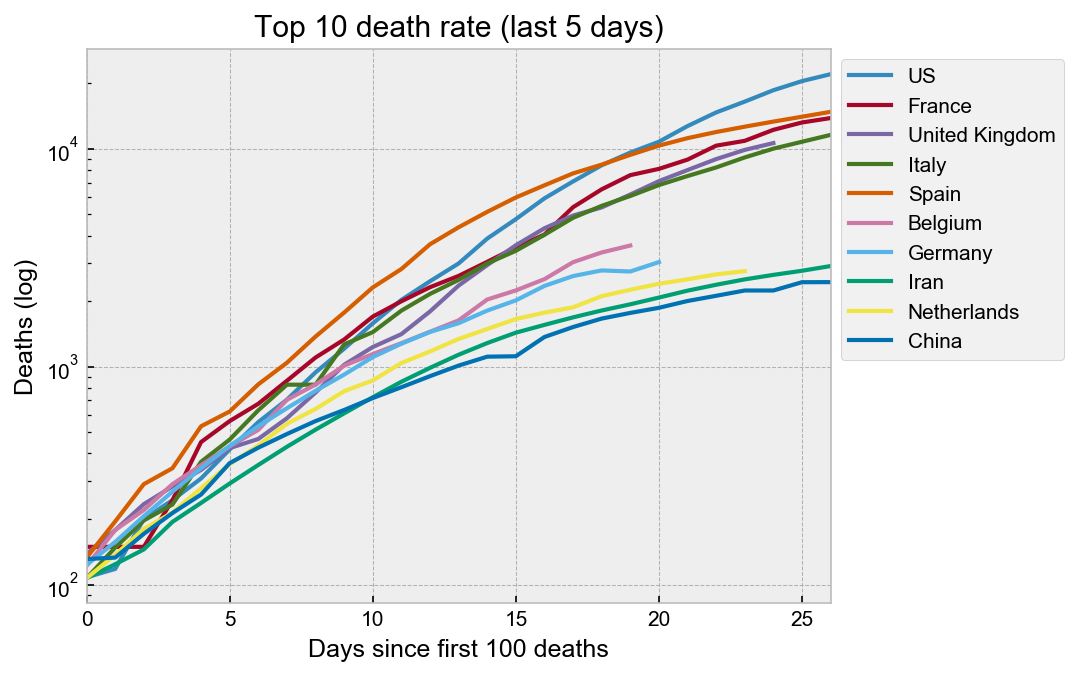 Top 10 death rate (last 5 days)
Deaths (log)
10^4
10^3
10^2
0 5 10 15 20 25
Days since first 100 deaths
US
France
United Kingdom
Italy
Spain
Belgium
Germany
Iran
Netherlands
China